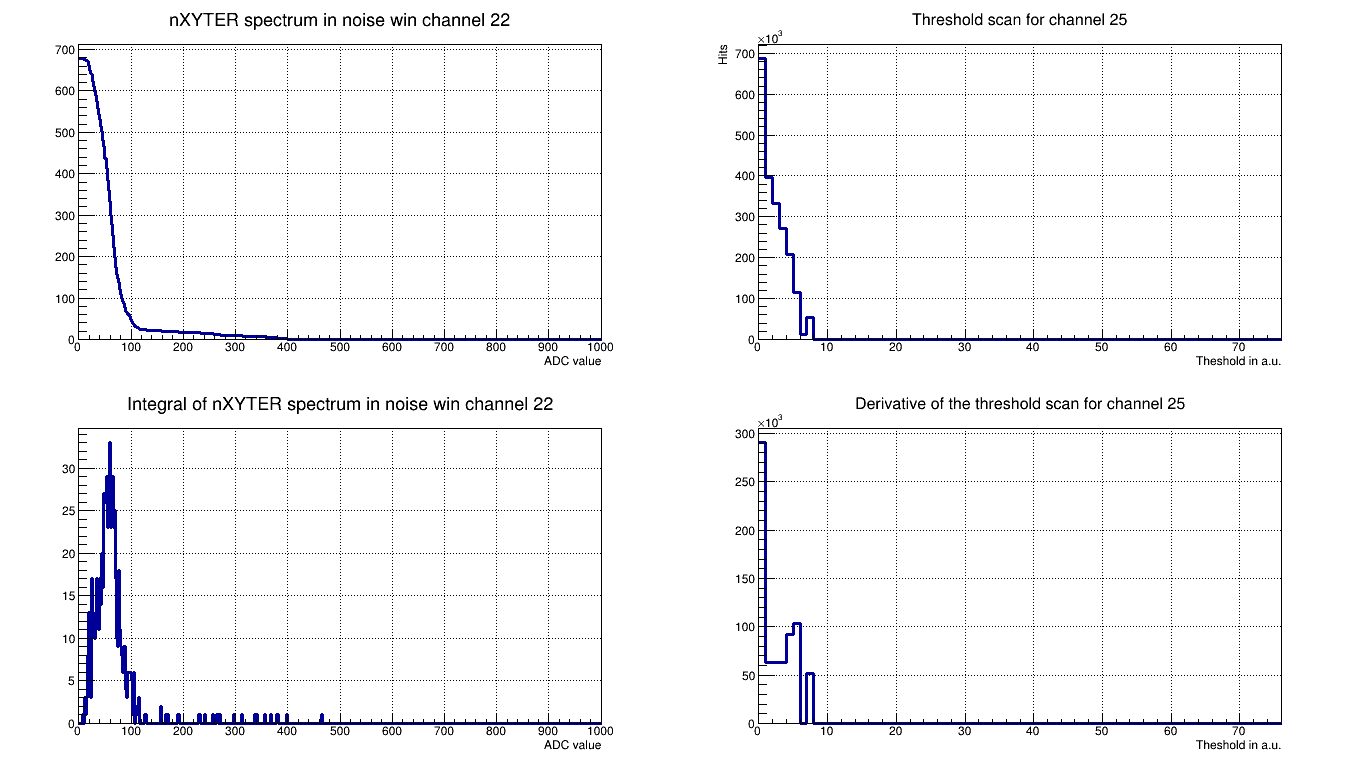 nXYTER spectrum in noise win channel 22
700
600
500
400
300
200
100
0
0 100 200 300 400 500 600 700 800 900 1000
ADC value
Threshold scan for channel 25
×10³
Hits
700
600
500
400
300
200
100
0
0 10 20 30 40 50 60 70
Theshold in a.u.
Integral of nXYTER spectrum in noise win channel 22
30
25
20
15
10
5
0
0 100 200 300 400 500 600 700 800 900 1000
ADC value
Derivative of the threshold scan for channel 25
×10³
300
250
200
150
100
50
0
0 10 20 30 40 50 60 70
Theshold in a.u.